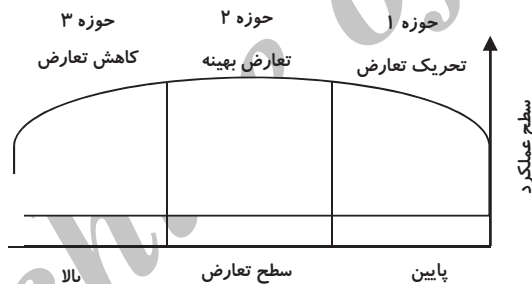 حوزه ۱
حوزه ۲
حوزه ۳
تحریک تعارض
تعارض بهینه
کاهش تعارض
سطح عملکرد
پایین
سطح تعارض
بالا